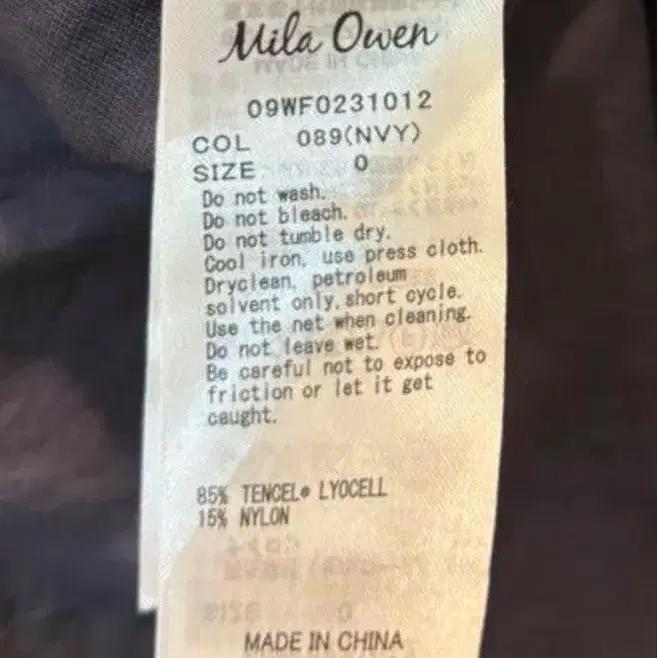 Mila Owen
09WF0231012
COL 089(NVY)
SIZE 0
Do not wash.
Do not bleach.
Do not tumble dry.
Cool iron, use press cloth.
Dryclean, petroleum
solvent only, short cycle.
Use the net when cleaning.
Do not leave wet.
Be careful not to expose to
friction or let it get
caught.
85% TENCEL® LYOCELL
15% NYLON
MADE IN CHINA